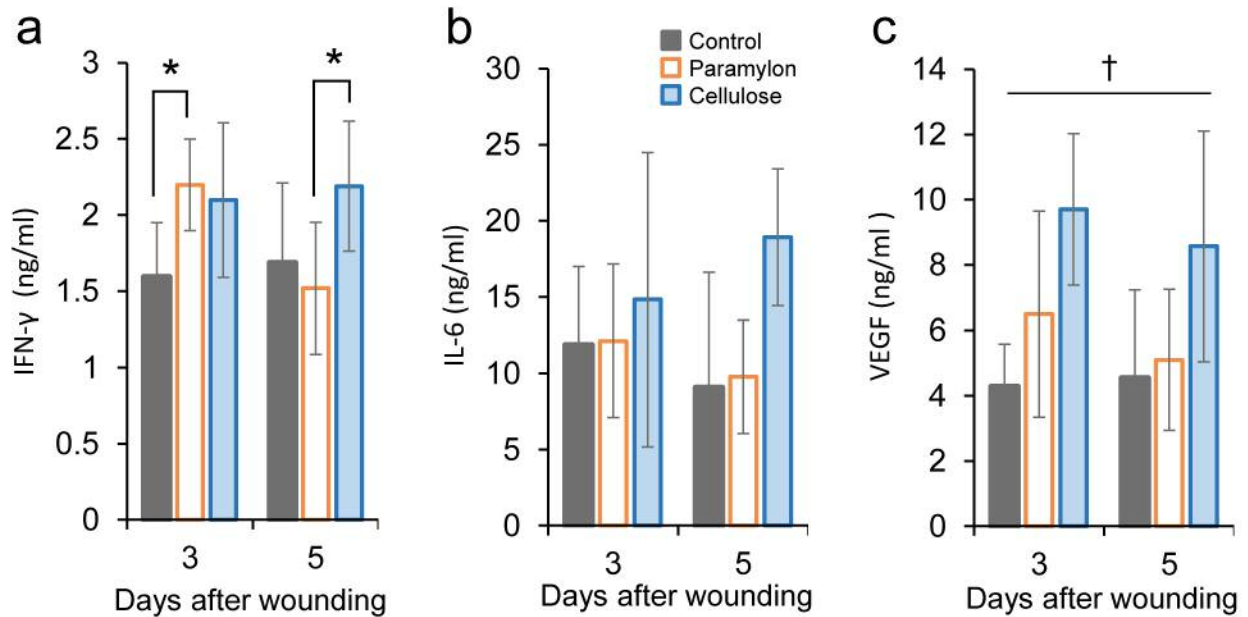 a
3
2.5
2
1.5
1
0.5
0
IFN-γ (ng/ml)
*
*
3
5
Days after wounding
b
Control
Paramylon
Cellulose
30
25
20
15
10
5
0
IL-6 (ng/ml)
3
5
Days after wounding
c
14
12
10
8
6
4
2
0
VEGF (ng/ml)
†
3
5
Days after wounding